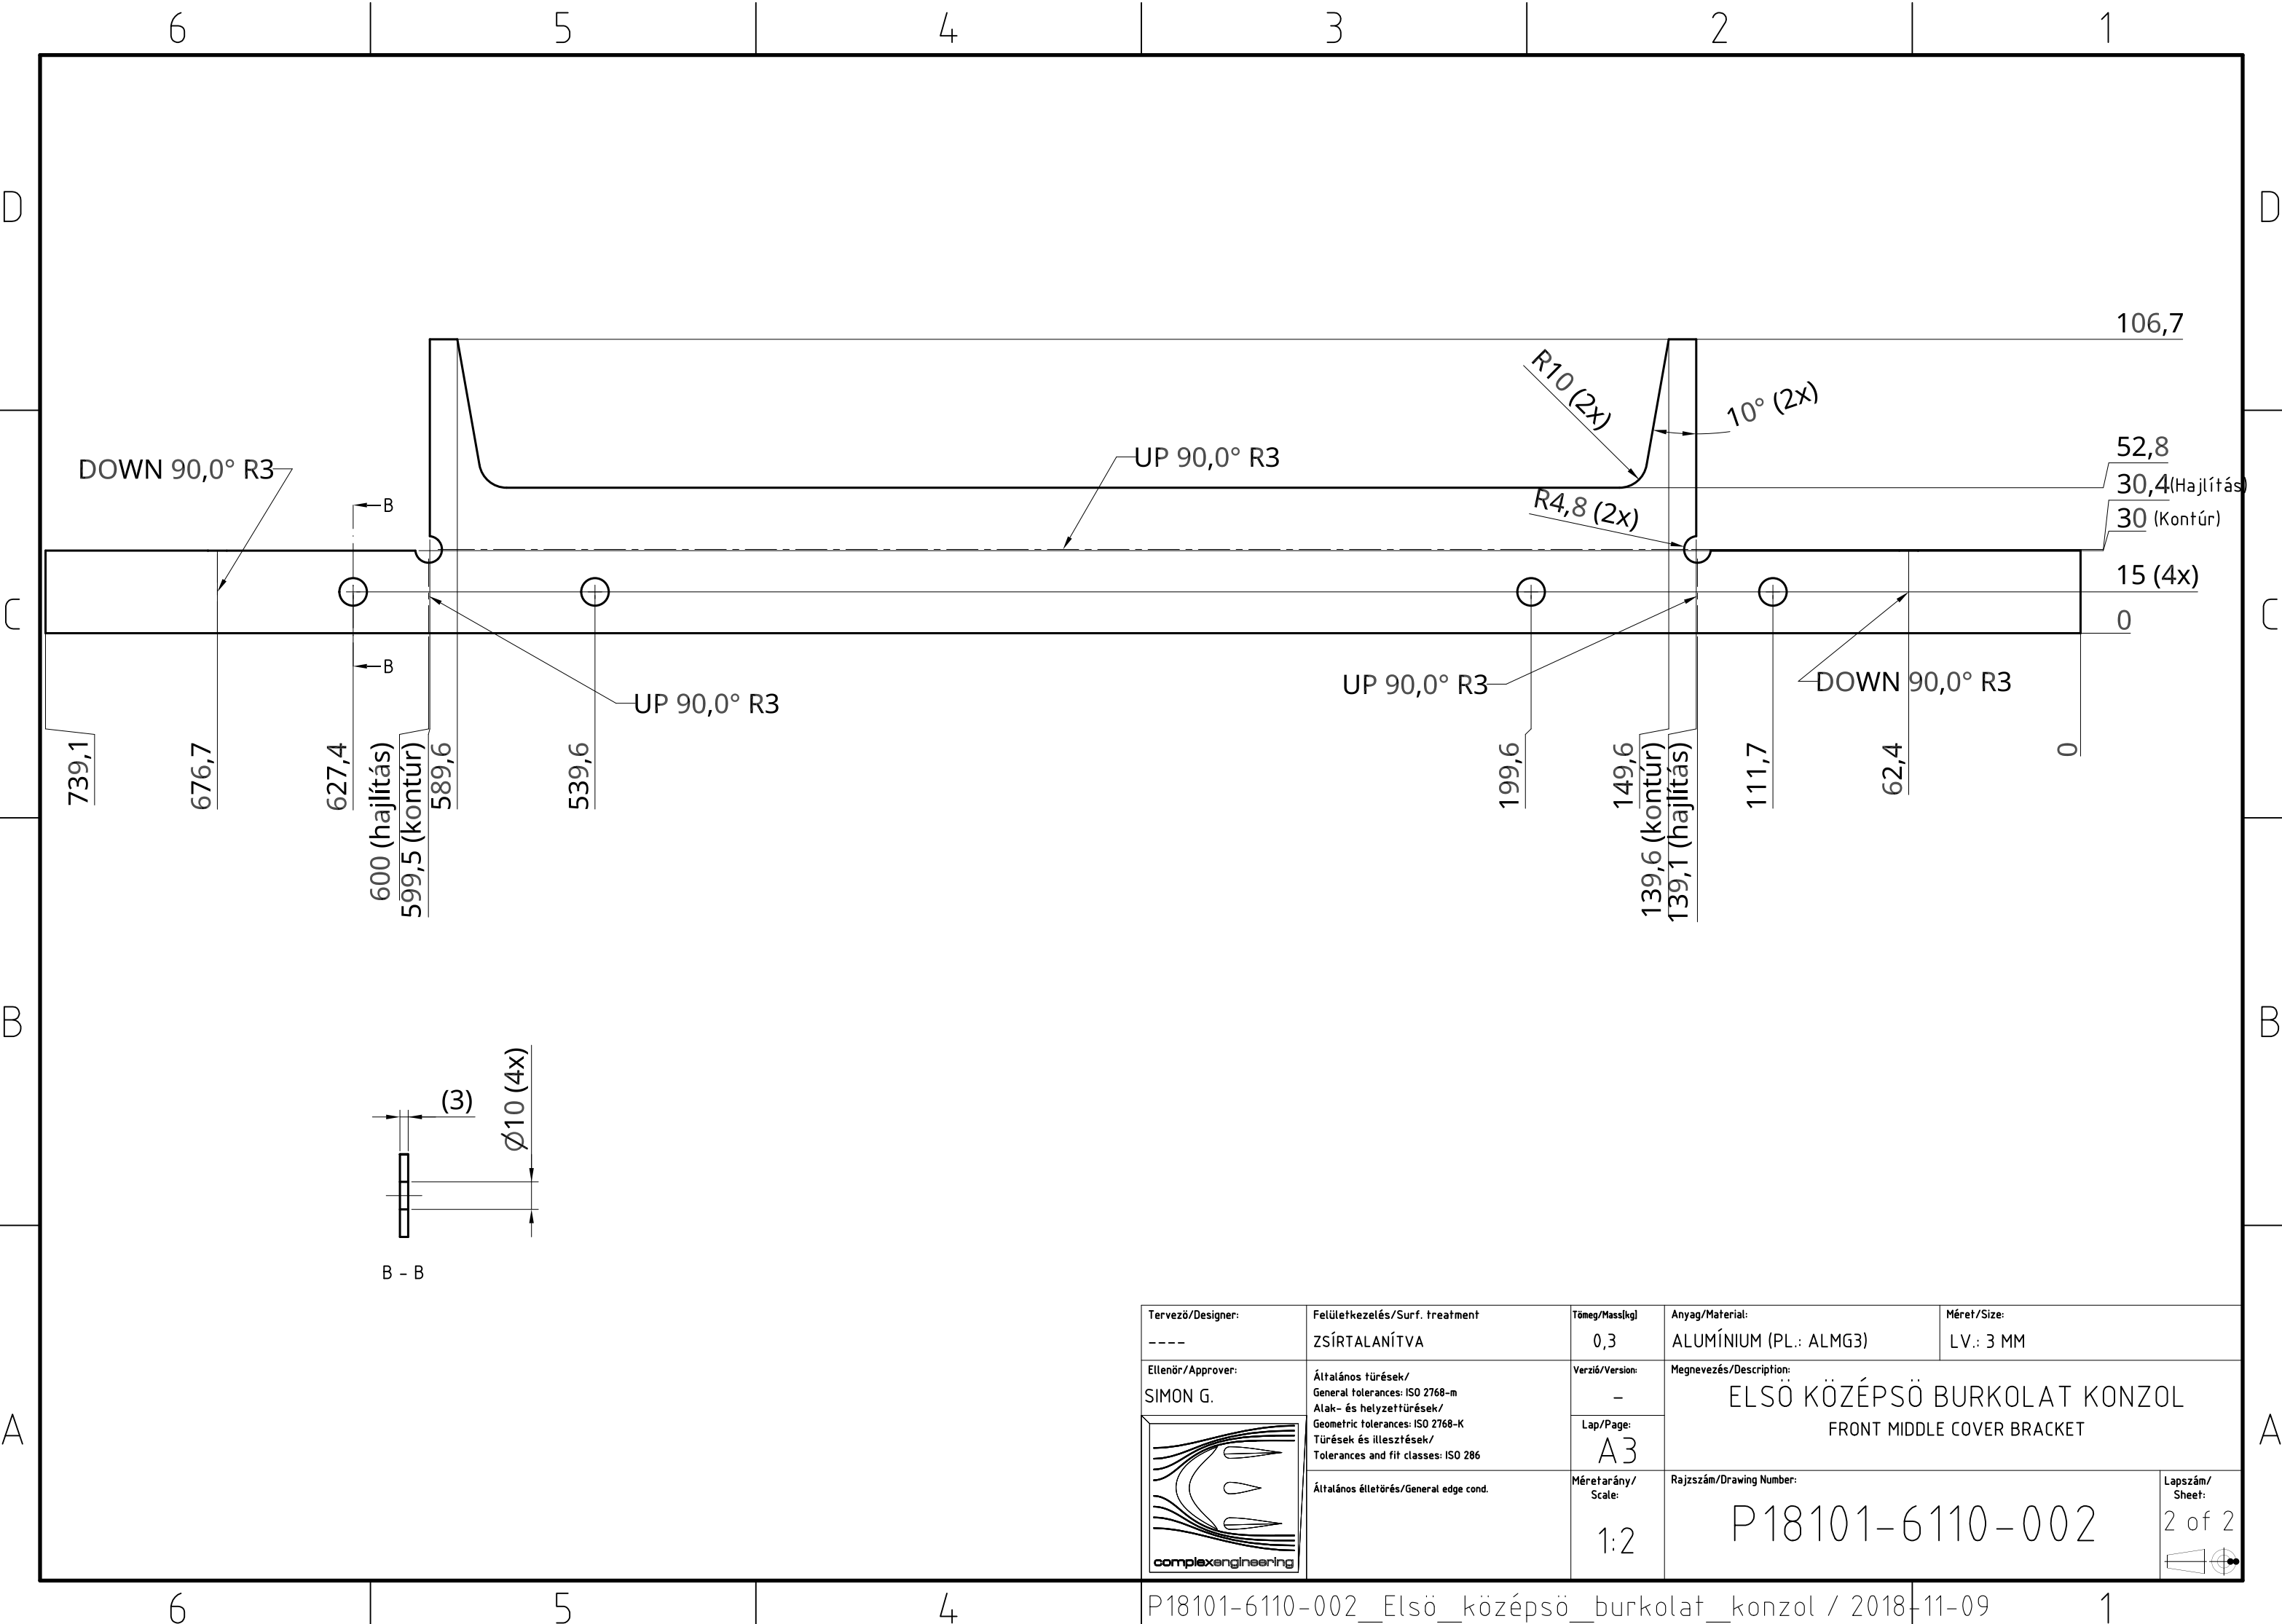 6 5 4 3 2 1
D D
106,7
R10 (2x)
10° (2x)
52,8
DOWN 90,0° R3
UP 90,0° R3
30,4(Hajlítás)
B
R4,8 (2x)
30 (Kontúr)
15 (4x)
C C
0
B
UP 90,0° R3
UP 90,0° R3
DOWN 90,0° R3
739,1
676,7
627,4
600 (hajlítás)
599,5 (kontúr)
589,6
539,6
199,6
149,6
139,6 (kontúr)
139,1 (hajlítás)
111,7
62,4
0
B B
(3)
Ø10 (4x)
B - B
A A
Tervezö/Designer:
----
Felületkezelés/Surf. treatment
ZSÍRTALANÍTVA
Tömeg/Mass[kg]
0,3
Anyag/Material:
ALUMÍNIUM (PL.: ALMG3)
Méret/Size:
LV.: 3 MM
Ellenör/Approver:
SIMON G.
Általános türések/
General tolerances: ISO 2768-m
Alak- és helyzettürések/
Geometric tolerances: ISO 2768-K
Türések és illesztések/
Tolerances and fit classes: ISO 286
Verzió/Version:
-
Megnevezés/Description:
ELSÖ KÖZÉPSÖ BURKOLAT KONZOL
FRONT MIDDLE COVER BRACKET
Lap/Page:
A3
Általános élletörés/General edge cond.
Méretarány/
Scale:
1:2
Rajzszám/Drawing Number:
P18101-6110-002
Lapszám/
Sheet:
2 of 2
complexengineering
6 5 4 1
P18101-6110-002_Elsö_középsö_burkolat_konzol / 2018-11-09